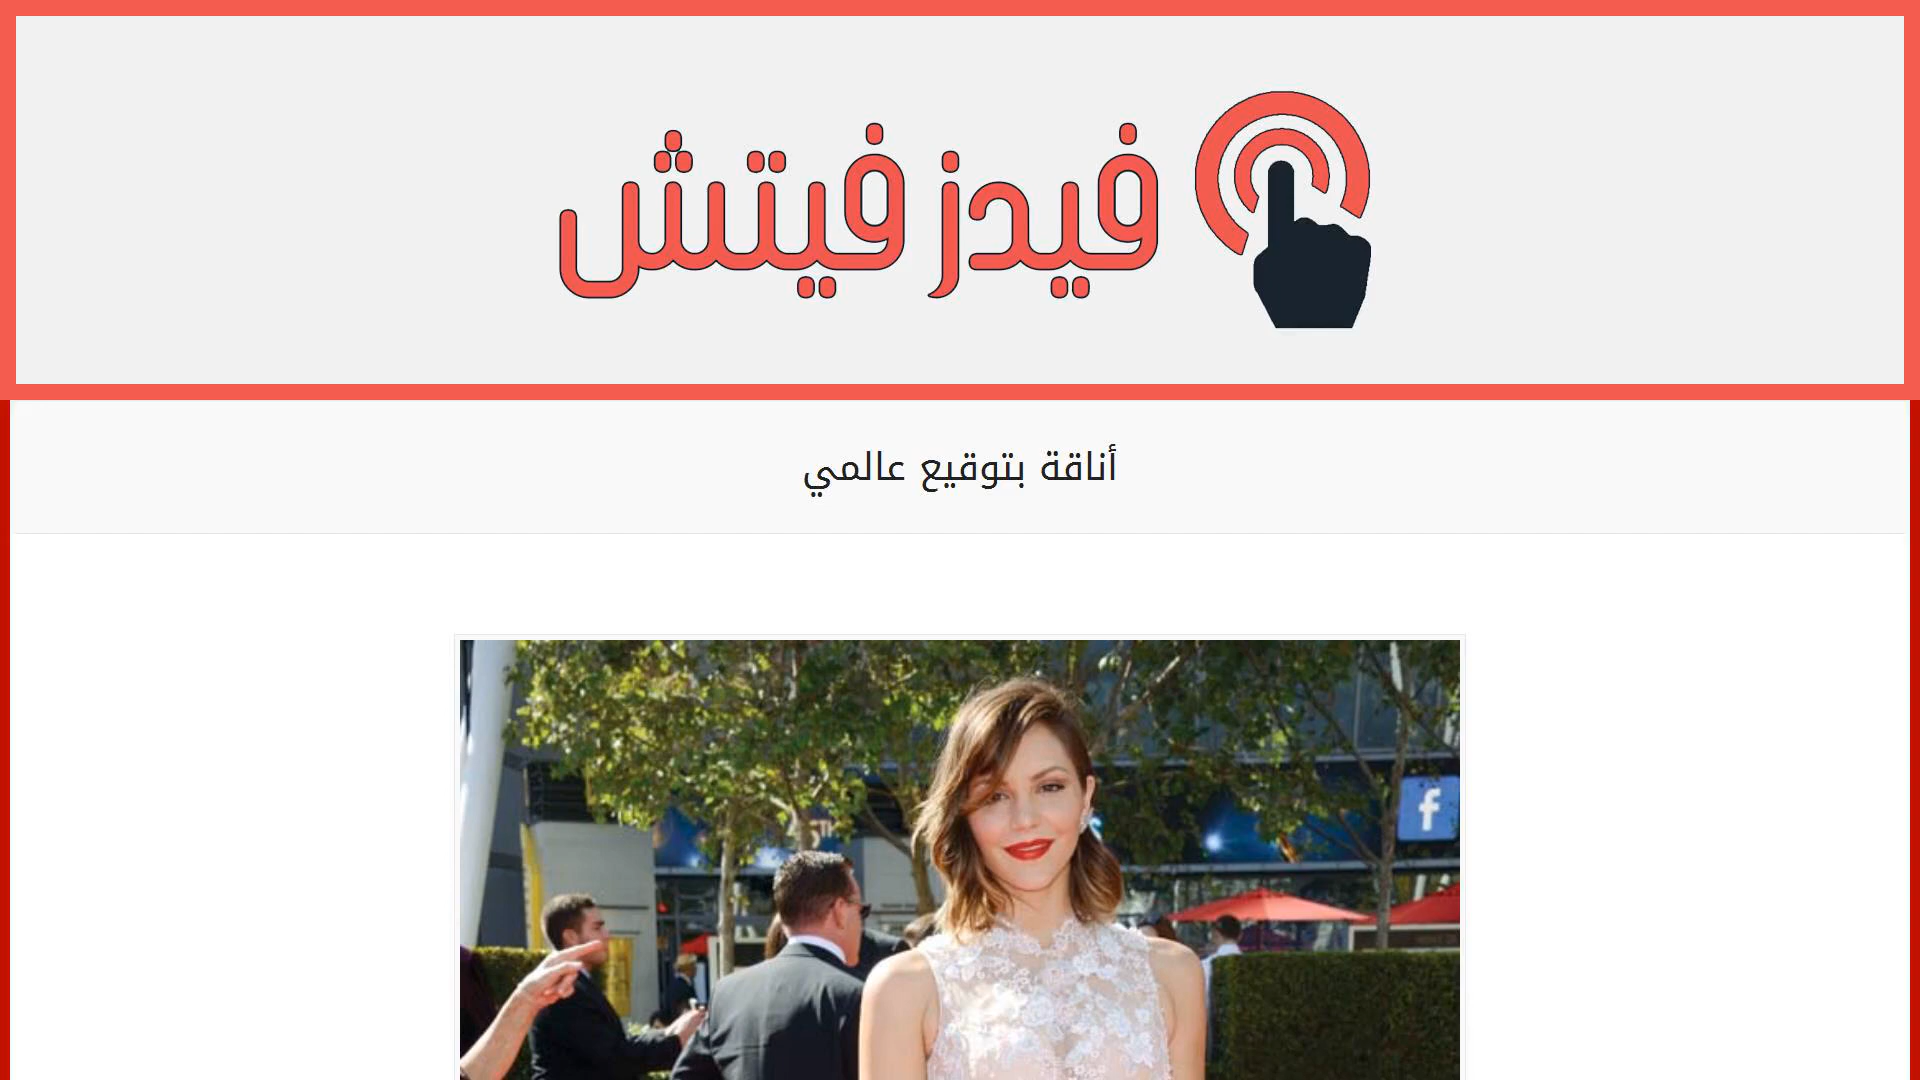 فيدز فيتش
أناقة بتوقيع عالمي
f